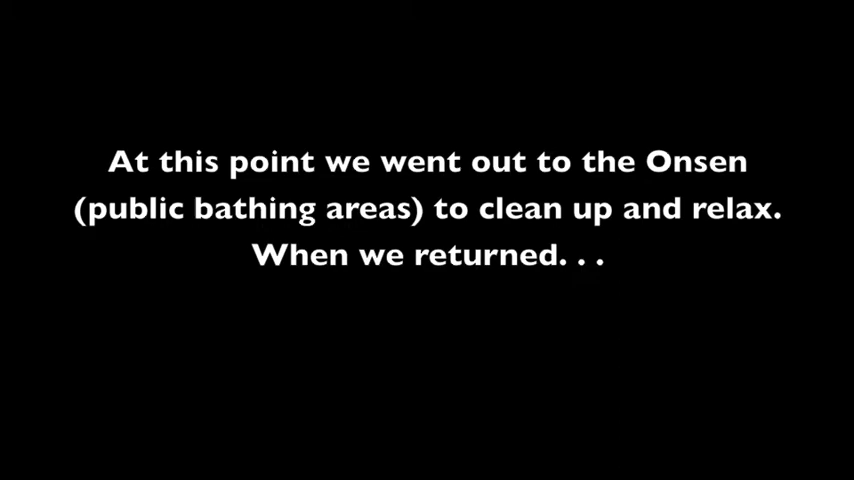 At this point we went out to the Onsen
(public bathing areas) to clean up and relax.
When we returned. . .